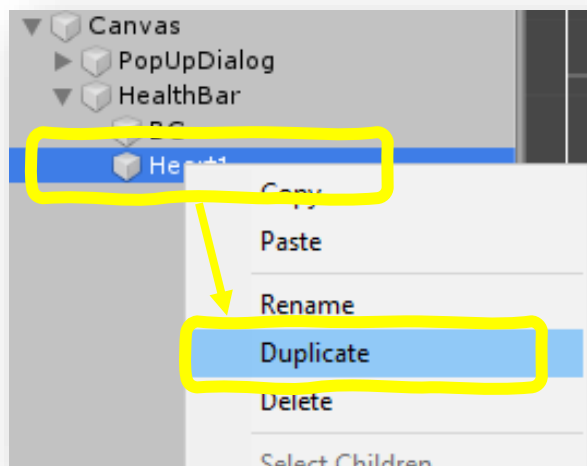 Canvas
PopUpDialog
HealthBar
BG
Heart1
Copy
Paste
Rename
Duplicate
Delete
Select Children